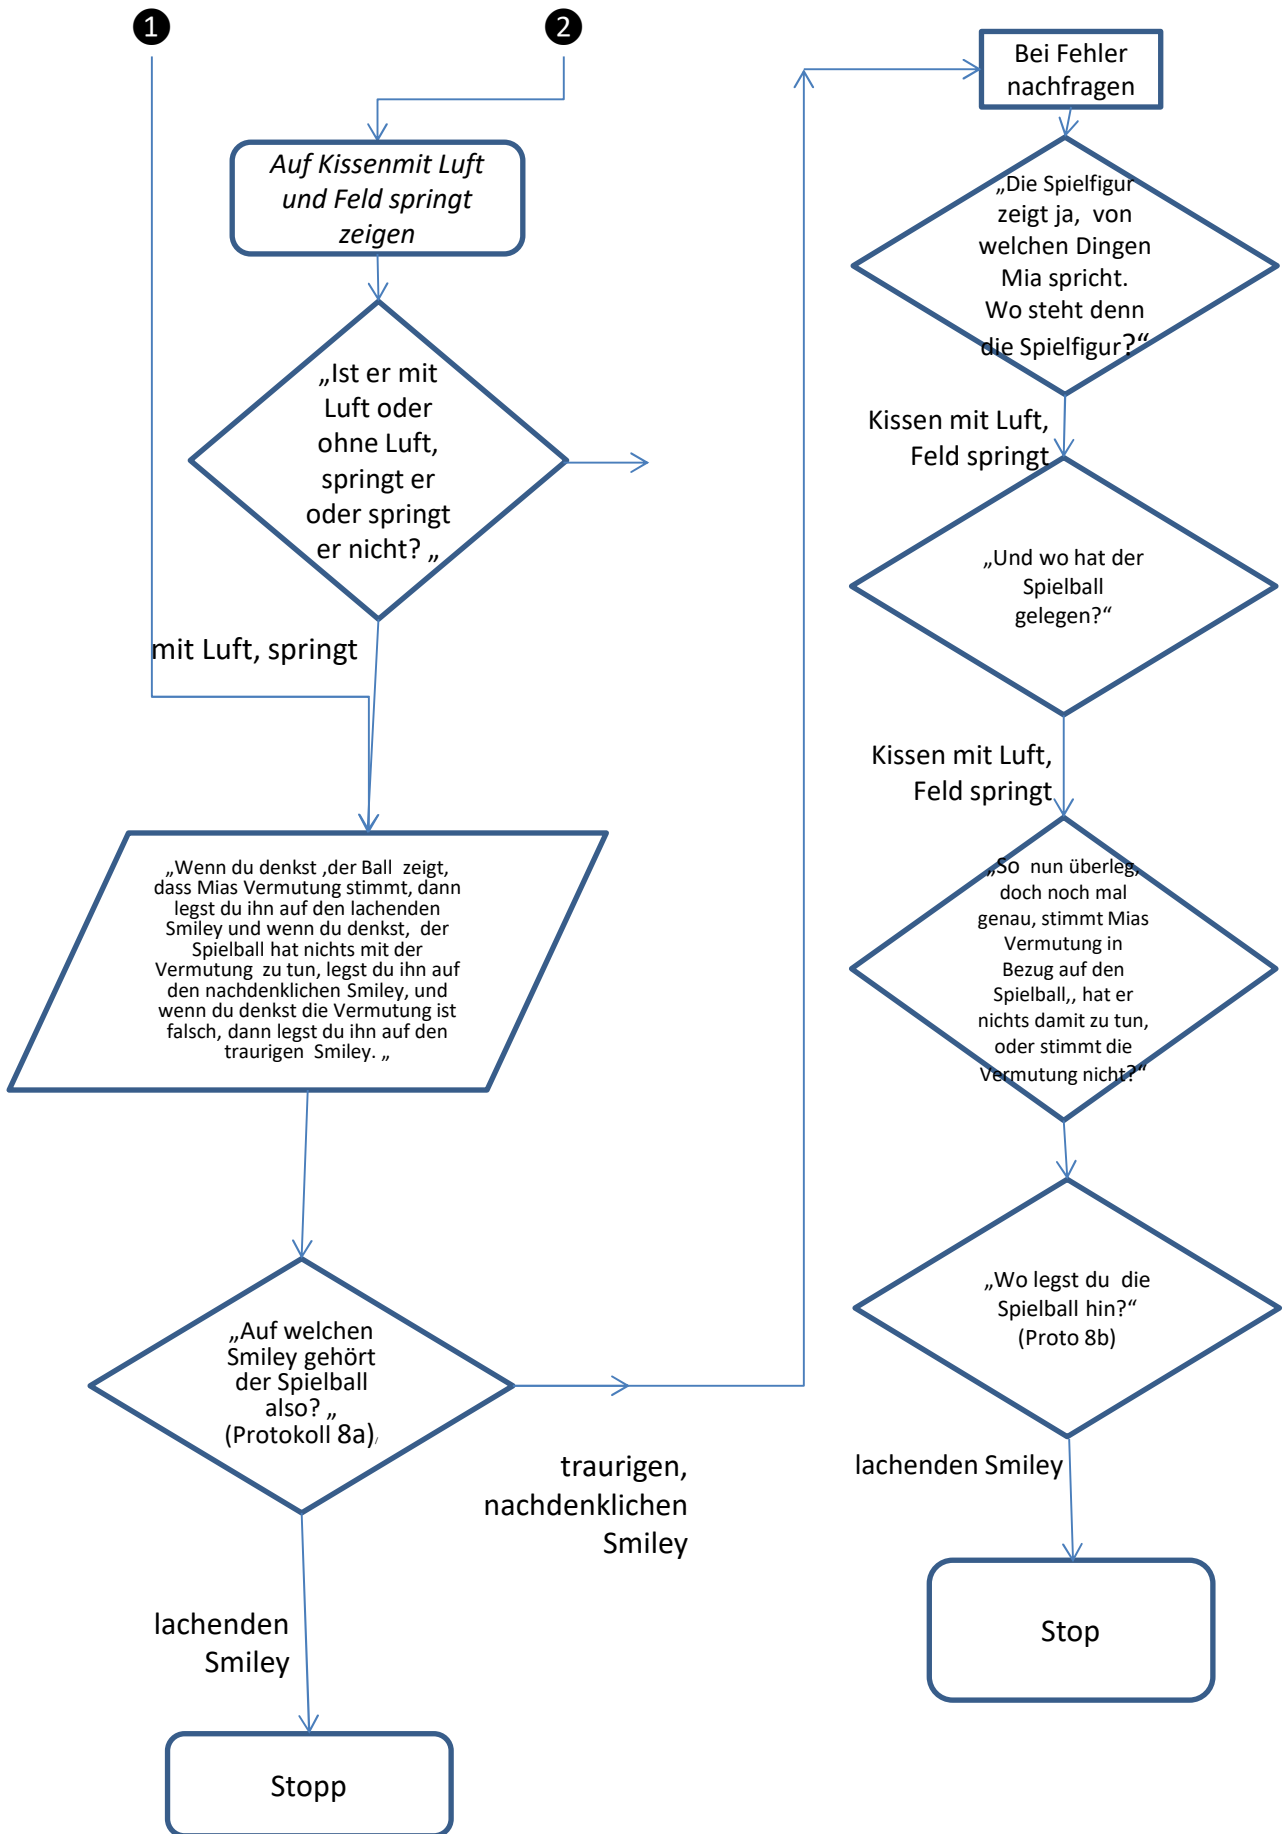 1
2
Auf Kissenmit Luft
und Feld springt
zeigen
„Ist er mit
Luft oder
ohne Luft,
springt er
oder springt
er nicht? „
mit Luft, springt
„Wenn du denkst ,der Ball zeigt,
dass Mias Vermutung stimmt, dann
legst du ihn auf den lachenden
Smiley und wenn du denkst, der
Spielball hat nichts mit der
Vermutung zu tun, legst du ihn auf
den nachdenklichen Smiley, und
wenn du denkst die Vermutung ist
falsch, dann legst du ihn auf den
traurigen Smiley. „
„Auf welchen
Smiley gehört
der Spielball
also? „
(Protokoll 8a),
traurigen,
nachdenklichen
Smiley
lachenden
Smiley
Stopp
Bei Fehler
nachfragen
„Die Spielfigur
zeigt ja, von
welchen Dingen
Mia spricht.
Wo steht denn
die Spielfigur?“
Kissen mit Luft,
Feld springt
„Und wo hat der
Spielball
gelegen?“
Kissen mit Luft,
Feld springt
„So nun überleg,
doch noch mal
genau, stimmt Mias
Vermutung in
Bezug auf den
Spielball,, hat er
nichts damit zu tun,
oder stimmt die
Vermutung nicht?“
„Wo legst du die
Spielball hin?“
(Proto 8b)
lachenden Smiley
Stop